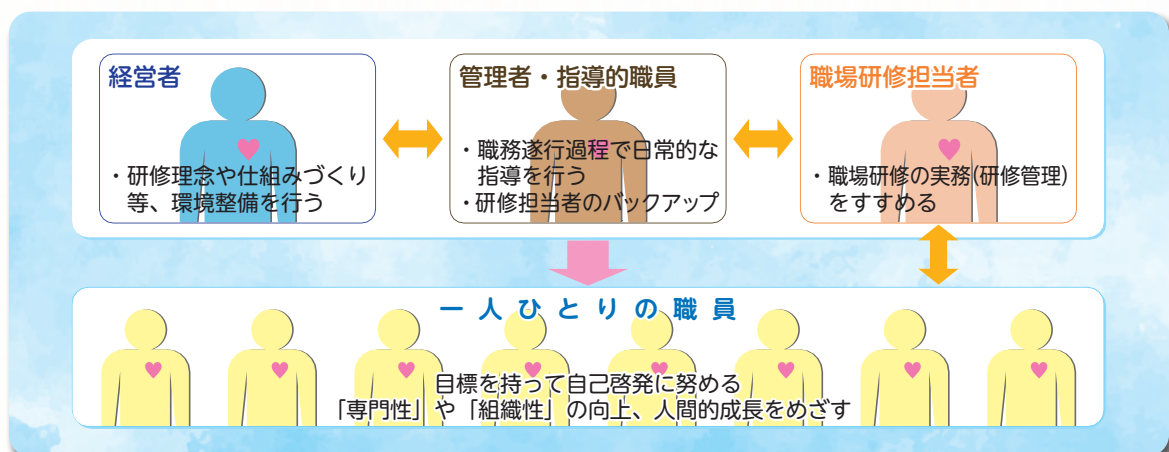 経営者
・研修理念や仕組みづくり
等、環境整備を行う
管理者・指導的職員
・職務遂行過程で日常的な
指導を行う
・研修担当者のバックアップ
職場研修担当者
・職場研修の実務(研修管理)
をすすめる
一人ひとりの職員
目標を持って自己啓発に努める
「専門性」や「組織性」の向上、人間的成長をめざす